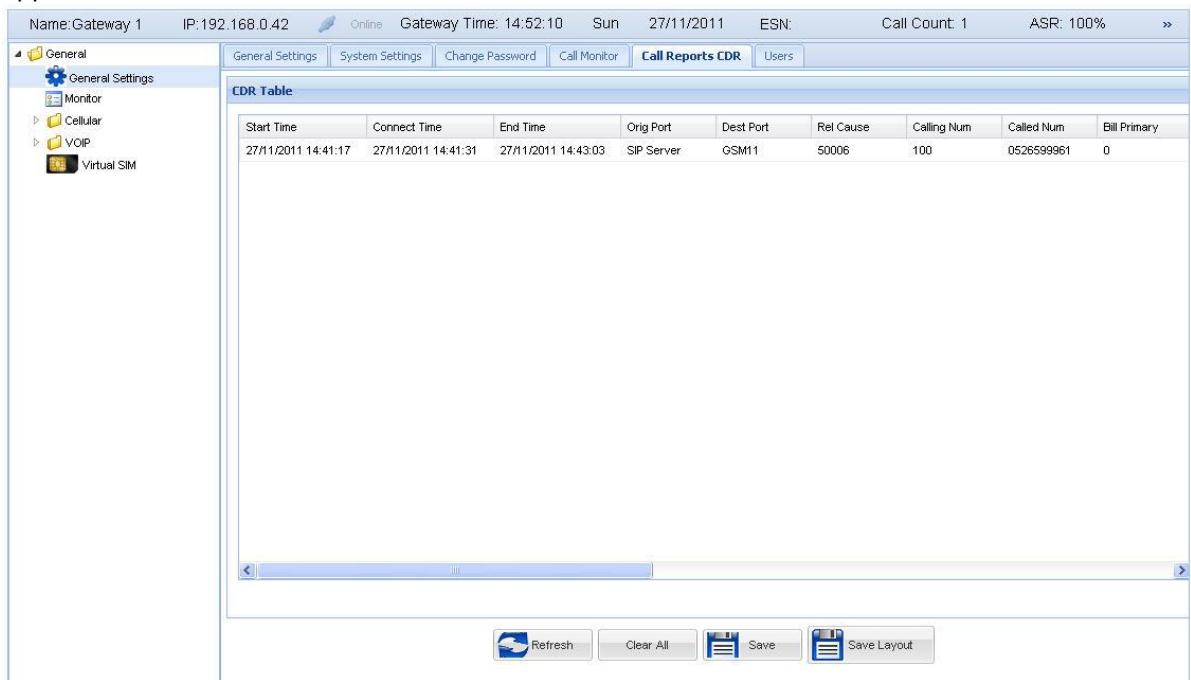 Name:Gateway 1 IP:192.168.0.42 Online Gateway Time: 14:52:10 Sun 27/11/2011 ESN: Call Count: 1 ASR: 100% »
General
General Settings
Monitor
Cellular
VOIP
Virtual SIM
General Settings System Settings Change Password Call Monitor Call Reports CDR Users
CDR Table
Start Time Connect Time End Time Orig Port Dest Port Rel Cause Calling Num Called Num Bill Primary
27/11/2011 14:41:17 27/11/2011 14:41:31 27/11/2011 14:43:03 SIP Server GSM11 50006 100 0526599961 0
Refresh Clear All Save Save Layout